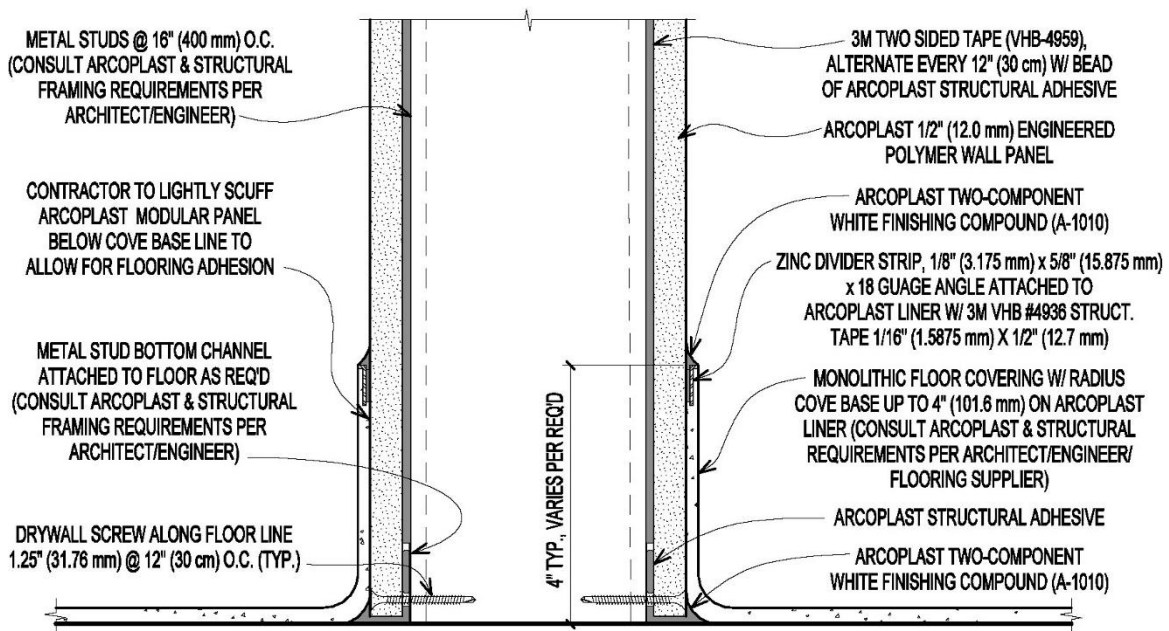 METAL STUDS @ 16" (400 mm) O.C.
(CONSULT ARCOPLAST & STRUCTURAL
FRAMING REQUIREMENTS PER
ARCHITECT/ENGINEER)
CONTRACTOR TO LIGHTLY SCUFF
ARCOPLAST MODULAR PANEL
BELOW COVE BASE LINE TO
ALLOW FOR FLOORING ADHESION
METAL STUD BOTTOM CHANNEL
ATTACHED TO FLOOR AS REQ'D
(CONSULT ARCOPLAST & STRUCTURAL
FRAMING REQUIREMENTS PER
ARCHITECT/ENGINEER)
DRYWALL SCREW ALONG FLOOR LINE
1.25" (31.76 mm) @ 12" (30 cm) O.C. (TYP.)
4" TYP., VARIES PER REQ'D
3M TWO SIDED TAPE (VHB-4959),
ALTERNATE EVERY 12" (30 cm) W/ BEAD
OF ARCOPLAST STRUCTURAL ADHESIVE
ARCOPLAST 1/2" (12.0 mm) ENGINEERED
POLYMER WALL PANEL
ARCOPLAST TWO-COMPONENT
WHITE FINISHING COMPOUND (A-1010)
ZINC DIVIDER STRIP, 1/8" (3.175 mm) x 5/8" (15.875 mm)
x 18 GUAGE ANGLE ATTACHED TO
ARCOPLAST LINER W/ 3M VHB #4936 STRUCT.
TAPE 1/16" (1.5875 mm) X 1/2" (12.7 mm)
MONOLITHIC FLOOR COVERING W/ RADIUS
COVE BASE UP TO 4" (101.6 mm) ON ARCOPLAST
LINER (CONSULT ARCOPLAST & STRUCTURAL
REQUIREMENTS PER ARCHITECT/ENGINEER/
FLOORING SUPPLIER)
ARCOPLAST STRUCTURAL ADHESIVE
ARCOPLAST TWO-COMPONENT
WHITE FINISHING COMPOUND (A-1010)